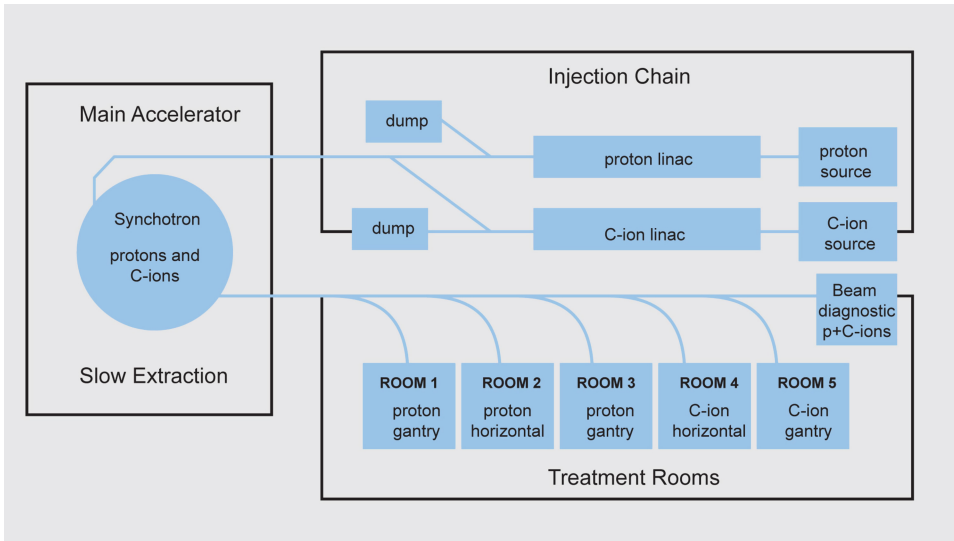 Main Accelerator
Synchotron
protons and
C-ions
Slow Extraction
Injection Chain
dump
proton linac
proton
source
dump
C-ion linac
C-ion
source
Beam
diagnostic
p+C-ions
ROOM 1
proton
gantry
ROOM 2
proton
horizontal
ROOM 3
proton
gantry
ROOM 4
C-ion
horizontal
ROOM 5
C-ion
gantry
Treatment Rooms